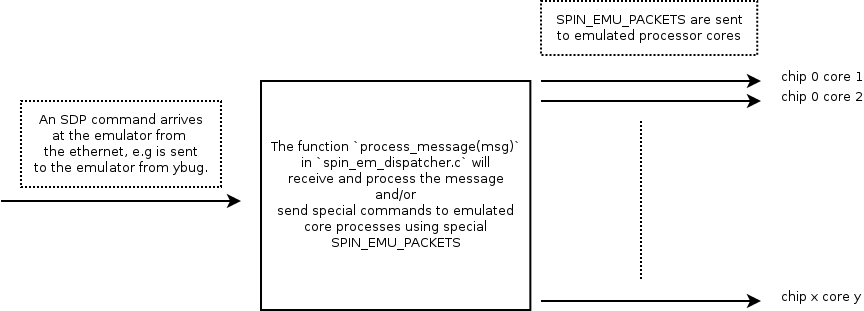 SPIN_EMU_PACKETS are sent
to emulated processor cores
chip 0 core 1
chip 0 core 2
An SDP command arrives
at the emulator from
the ethernet, e.g is sent
to the emulator from ybug.
The function `process_message(msg)`
in `spin_em_dispatcher.c` will
receive and process the message
and/or
send special commands to emulated
core processes using special
SPIN_EMU_PACKETS
chip x core y